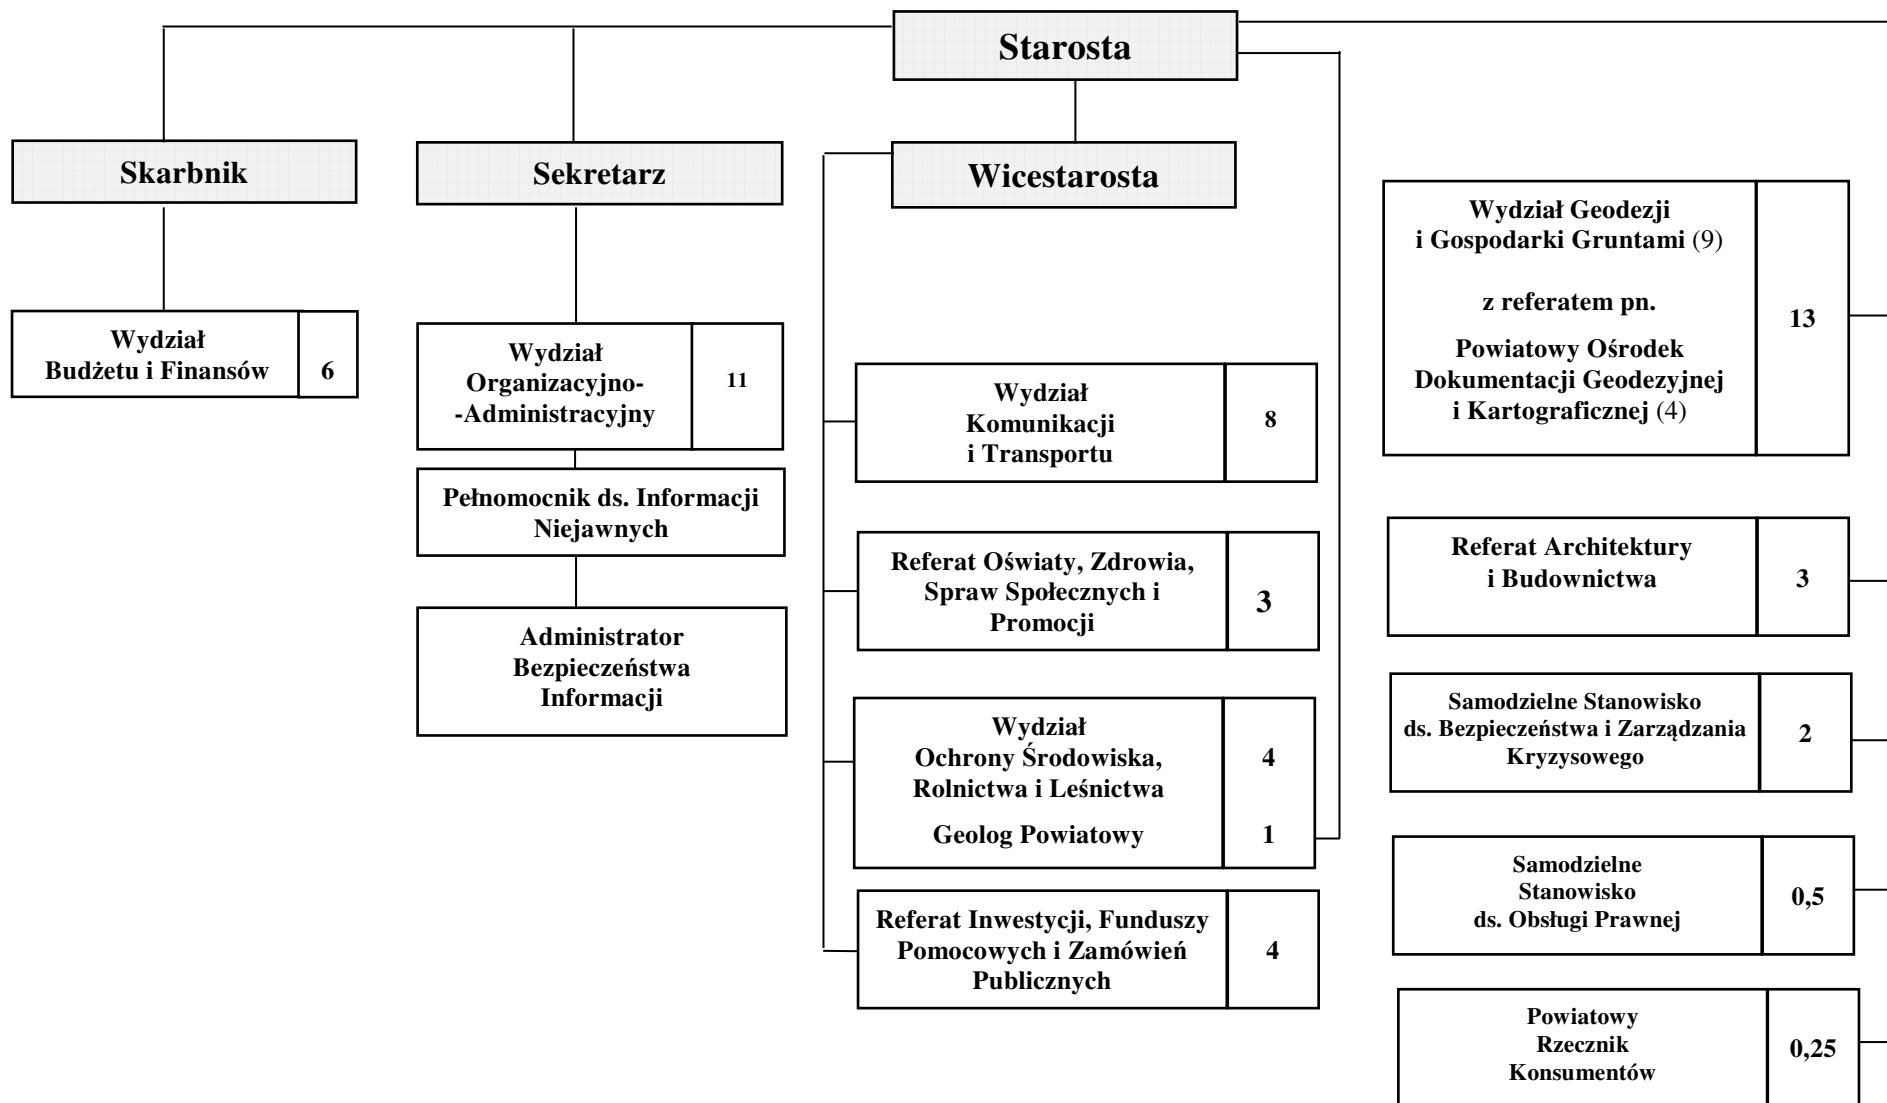 Starosta
Skarbnik
Sekretarz
Wicestarosta
Wydział
Budżetu i Finansów
6
Wydział
Organizacyjno-
-Administracyjny
11
Pełnomocnik ds. Informacji
Niejawnych
Administrator
Bezpieczeństwa
Informacji
Wydział
Komunikacji
i Transportu
8
Referat Oświaty, Zdrowia,
Spraw Społecznych i
Promocji
3
Wydział
Ochrony Środowiska,
Rolnictwa i Leśnictwa
4
Geolog Powiatowy
1
Referat Inwestycji, Funduszy
Pomocowych i Zamówień
Publicznych
4
Wydział Geodezji
i Gospodarki Gruntami (9)
z referatem pn.
Powiatowy Ośrodek
Dokumentacji Geodezyjnej
i Kartograficznej (4)
13
Referat Architektury
i Budownictwa
3
Samodzielne Stanowisko
ds. Bezpieczeństwa i Zarządzania
Kryzysowego
2
Samodzielne
Stanowisko
ds. Obsługi Prawnej
0,5
Powiatowy
Rzecznik
Konsumentów
0,25